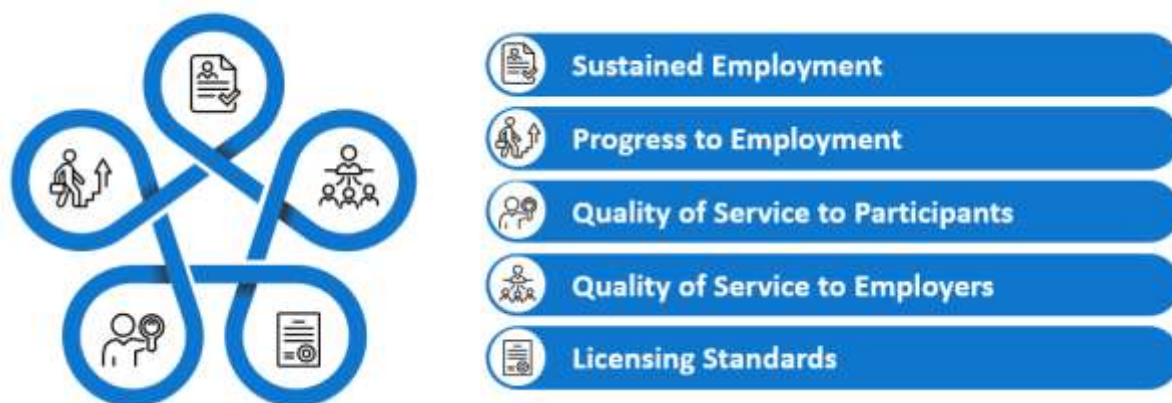 Sustained Employment
Progress to Employment
Quality of Service to Participants
Quality of Service to Employers
Licensing Standards